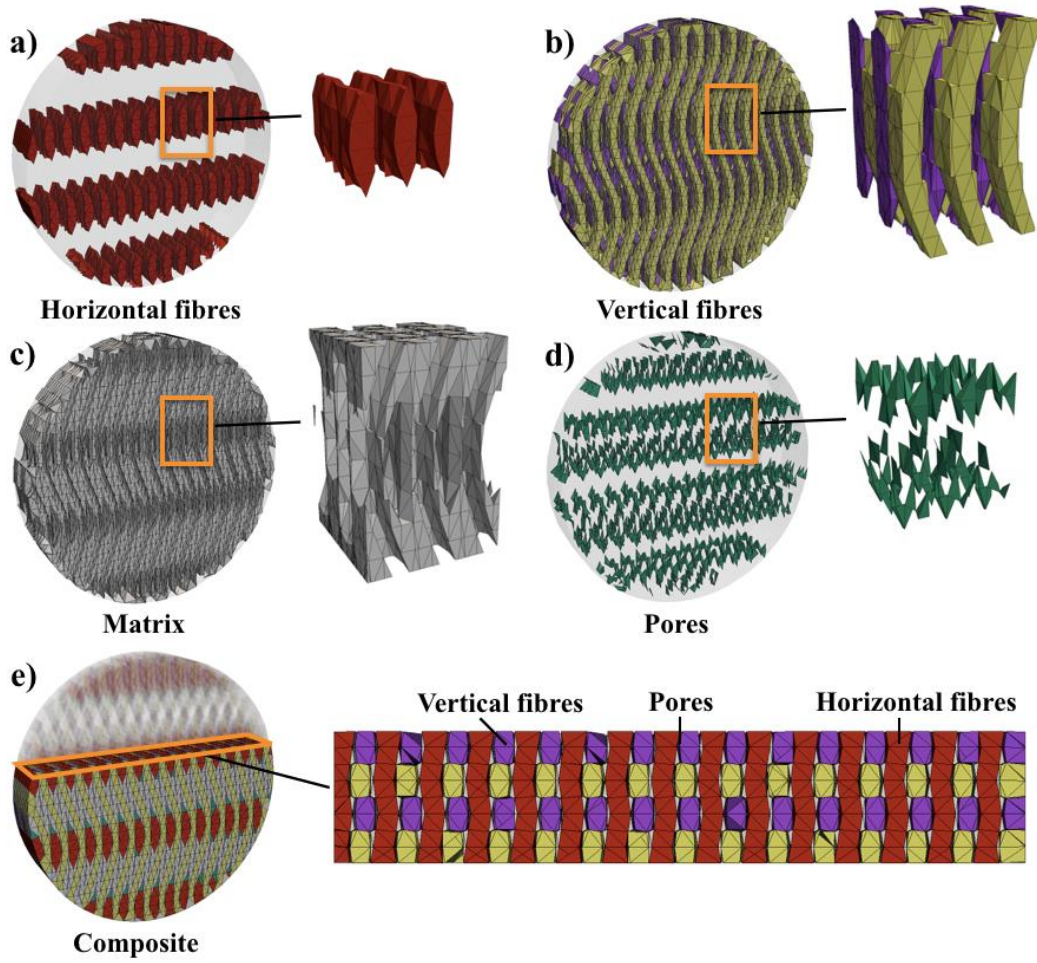 a)
Horizontal fibres
b)
Vertical fibres
c)
Matrix
d)
Pores
e)
Composite
Vertical fibres
Pores
Horizontal fibres